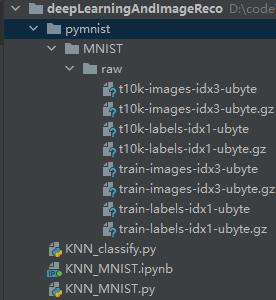 deepLearningAndImageReco D:\code
pymnist
MNIST
raw
t10k-images-idx3-ubyte
t10k-images-idx3-ubyte.gz
t10k-labels-idx1-ubyte
t10k-labels-idx1-ubyte.gz
train-images-idx3-ubyte
train-images-idx3-ubyte.gz
train-labels-idx1-ubyte
train-labels-idx1-ubyte.gz
KNN_classify.py
KNN_MNIST.ipynb
KNN_MNIST.py